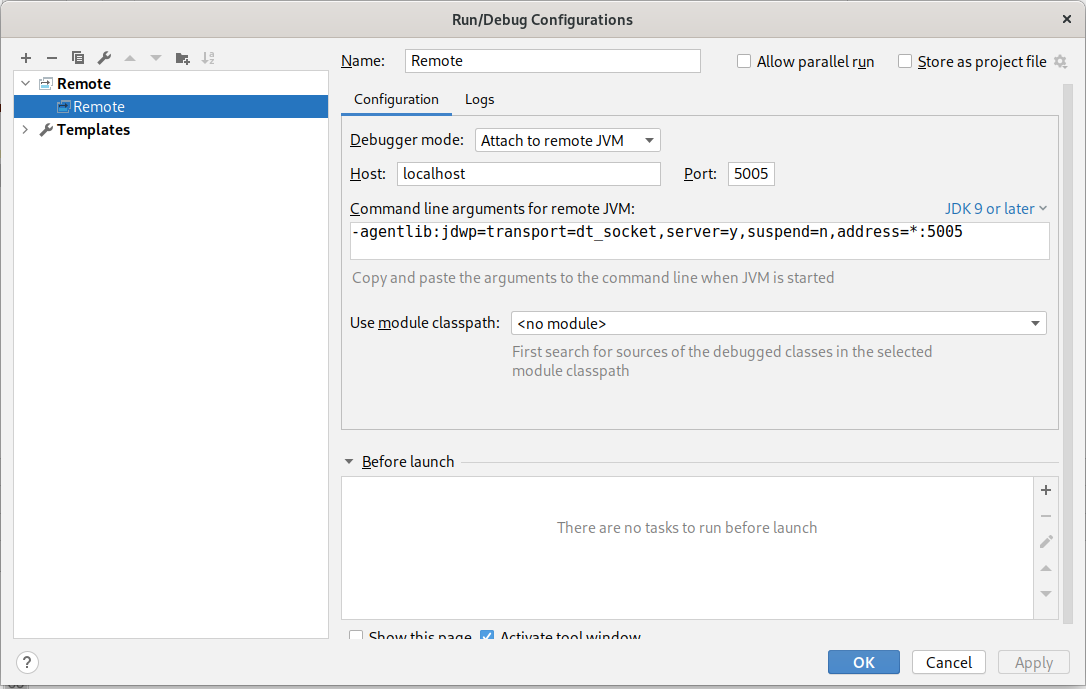 Run/Debug Configurations
Name: Remote Allow parallel run Store as project file
Remote
Remote
Templates
Configuration Logs
Debugger mode: Attach to remote JVM
Host: localhost Port: 5005
Command line arguments for remote JVM: JDK 9 or later
-agentlib:jdwp=transport=dt_socket,server=y,suspend=n,address=*:5005
Copy and paste the arguments to the command line when JVM is started
Use module classpath: <no module>
First search for sources of the debugged classes in the selected
module classpath
Before launch
There are no tasks to run before launch
Show this page Activate tool window
? OK Cancel Apply